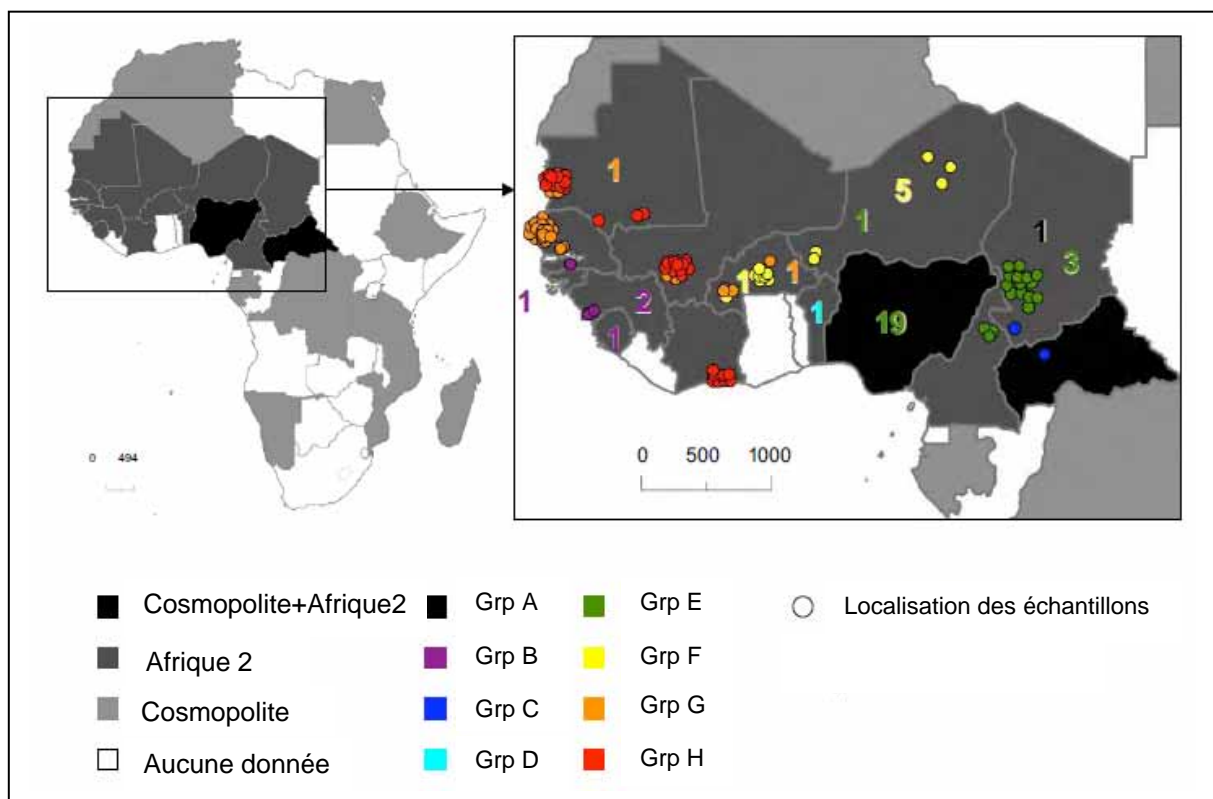 0 494
1
5
1
1
3
1
1
1
2
1
1
19
1
0 500 1000
Cosmopolite+Afrique2
Grp A
Grp E
Localisation des échantillons
Afrique 2
Grp B
Grp F
Cosmopolite
Grp C
Grp G
Aucune donnée
Grp D
Grp H